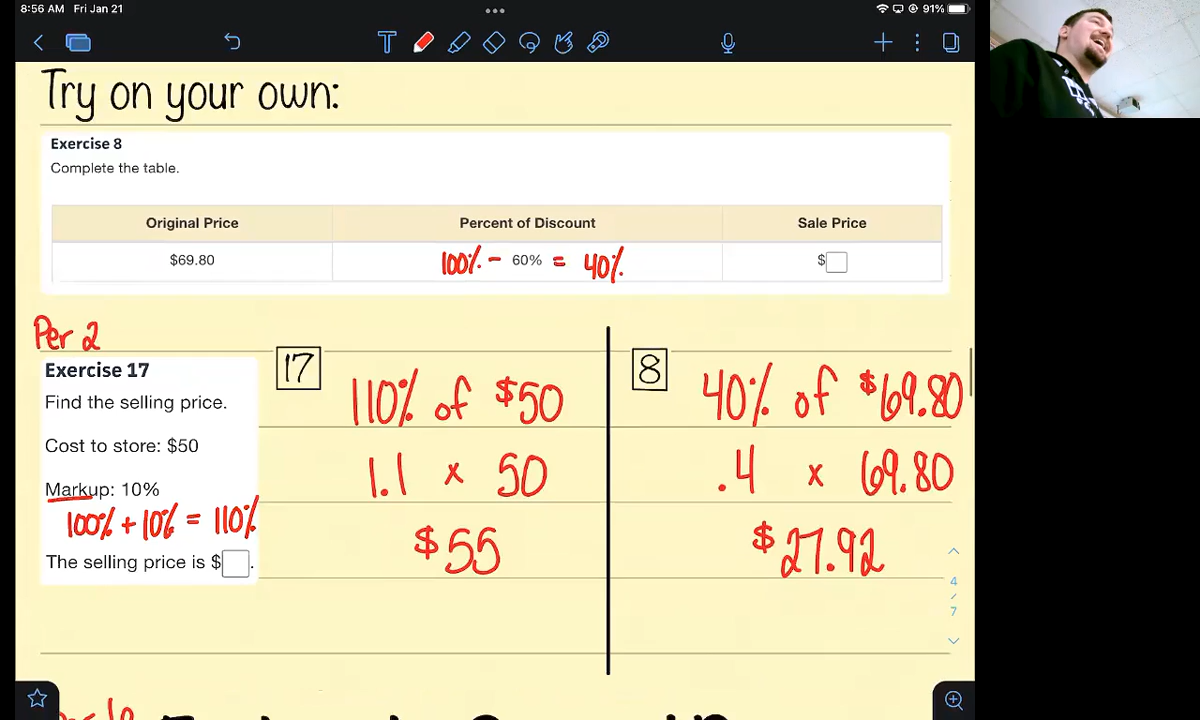 8:56 AM Fri Jan 21
91%
Try on your own:
Exercise 8
Complete the table.
Original Price Percent of Discount Sale Price
$69.80 100% - 60% = 40% $
Per 2
Exercise 17
Find the selling price.
Cost to store: $50
Markup: 10%
100% + 10% = 110%
The selling price is $ .
17
110% of $50
1.1 x 50
$55
8
40% of $69.80
.4 x 69.80
$27.92
4
/
7